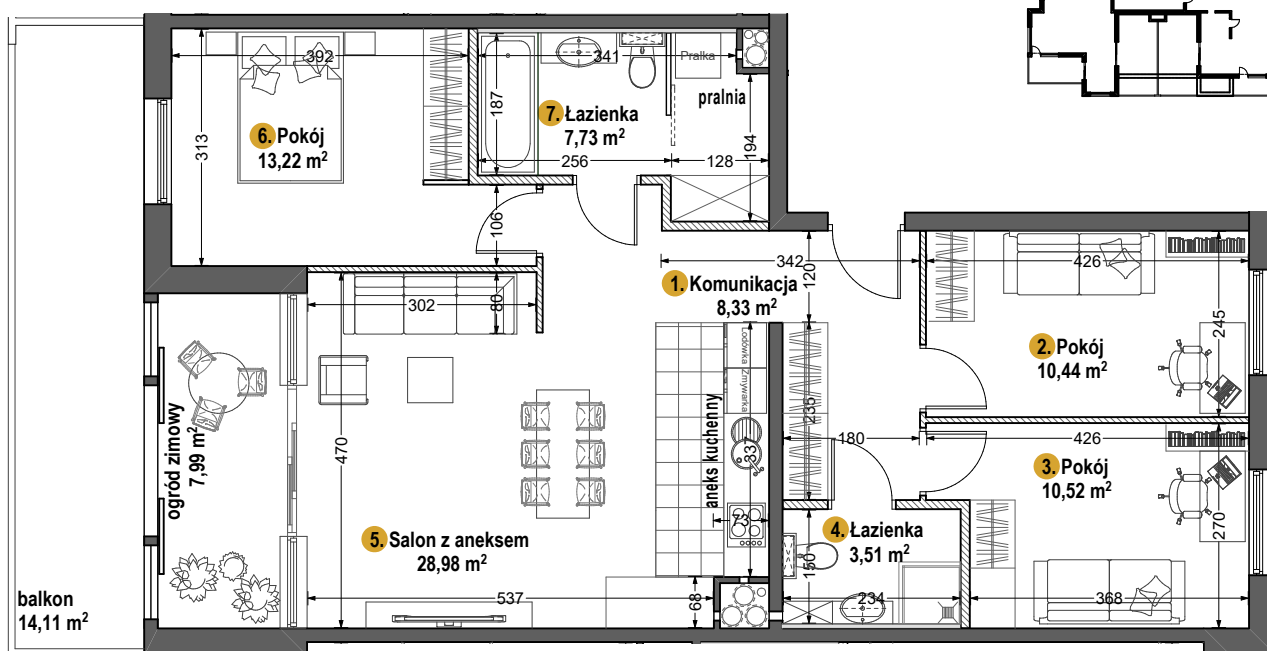 392
341
Pralka
187
7. Łazienka
7,73 m²
pralnia
194
313
6. Pokój
13,22 m²
256
128
106
342
120
426
1. Komunikacja
8,33 m²
302
80
Lodówka
Zmywarka
245
2. Pokój
10,44 m²
ogród zimowy
7,99 m²
470
aneks kuchenny
337
235
180
426
3. Pokój
10,52 m²
73
270
5. Salon z aneksem
28,98 m²
4. Łazienka
3,51 m²
150
balkon
14,11 m²
537
68
234
368